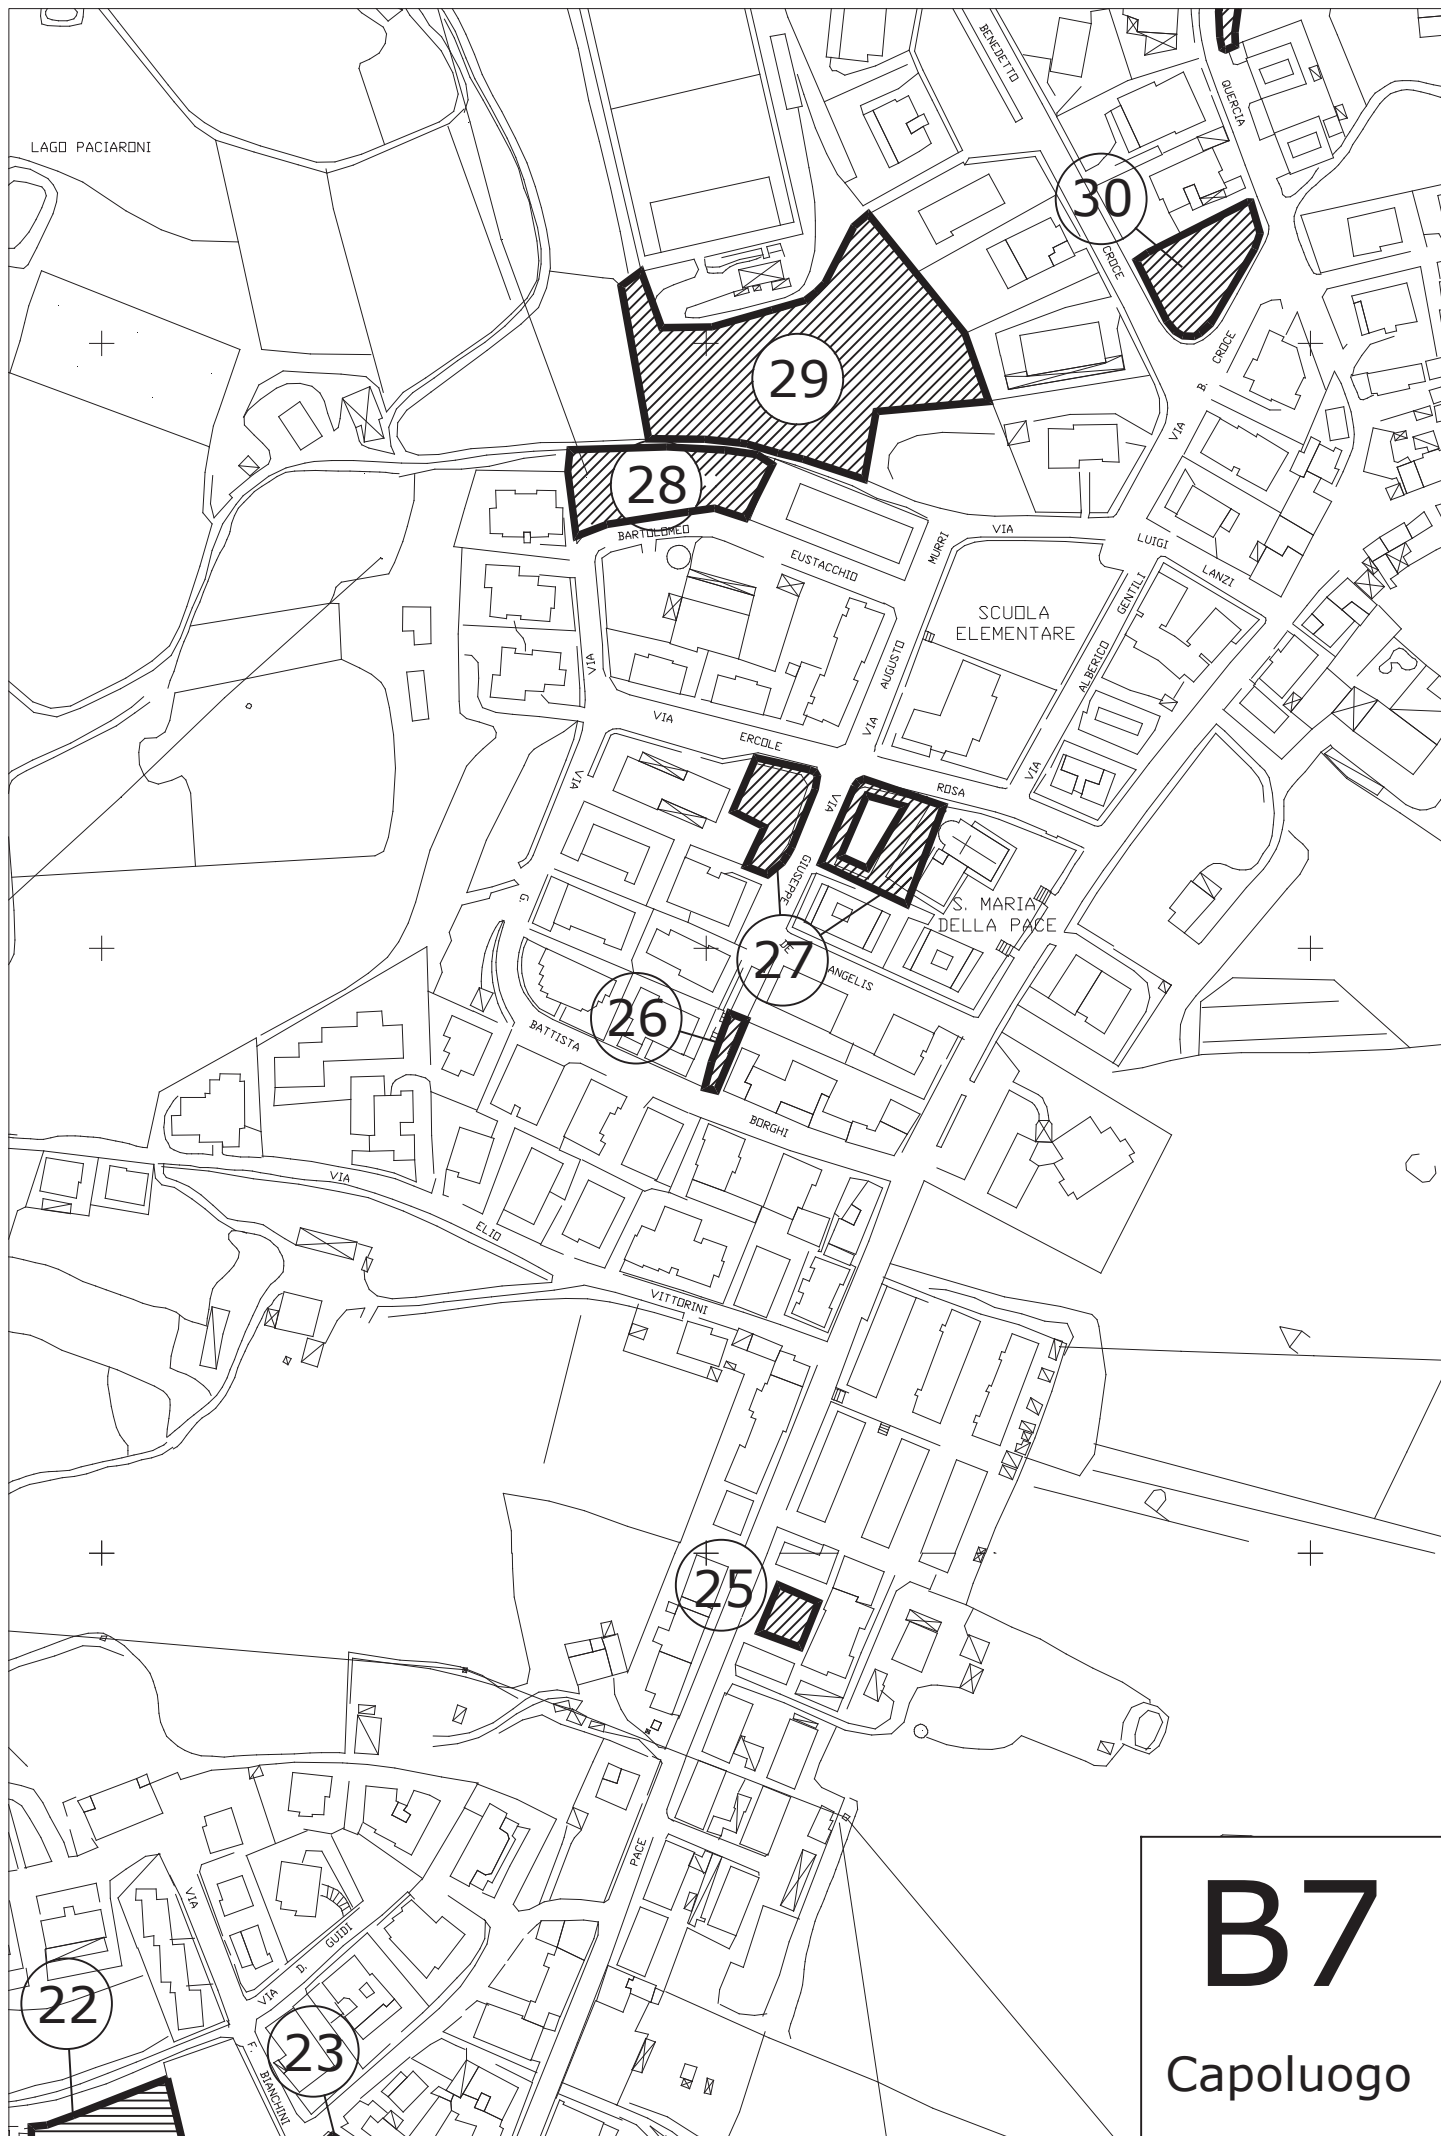 BENEDETTO
QUERCIA
LAGO PACIARONI
30
CROCE
CROCE
B.
VIA
29
28
BARTOLOMEO
EUSTACCHIO
MURRI
VIA
LUIGI
LANZI
GENTILI
SCUOLA
ELEMENTARE
ALBERICO
AUGUSTO
VIA
VIA
VIA
ERCOLE
VIA
VIA
VIA
ROSA
GIUSEPPE
G.
S. MARIA
DELLA PACE
DE
27
ANGELIS
26
BATTISTA
BORGHI
VIA
ELIO
VITTORINI
25
PACE
VIA
GUIDI
D.
VIA
22
23
F.
BIANCHINI
B7
Capoluogo